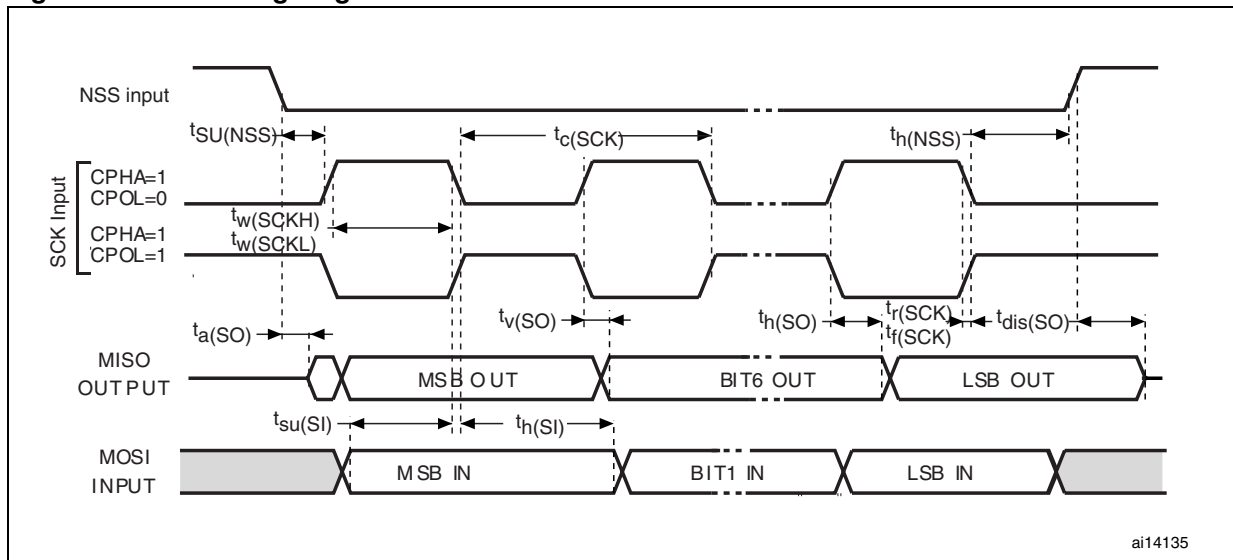 NSS input
tSU(NSS)
tc(SCK)
th(NSS)
SCK Input
CPHA=1
CPOL=0
tw(SCKH)
tw(SCKL)
CPHA=1
CPOL=1
ta(SO)
tv(SO)
th(SO)
tr(SCK)
tf(SCK)
tdis(SO)
MISO
OUTPUT
MSB OUT
BIT6 OUT
LSB OUT
tsu(SI)
th(SI)
MOSI
INPUT
MSB IN
BIT1 IN
LSB IN
ai14135